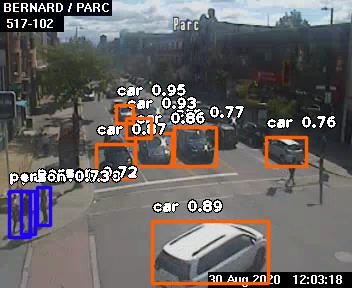 BERNARD / PARC
517-102
Parc
car 0.95
car 0.93
car 0.86
0.77
car 0.87
car 0.76
0.72
car 0.89
30 Aug 2020 12:03:18